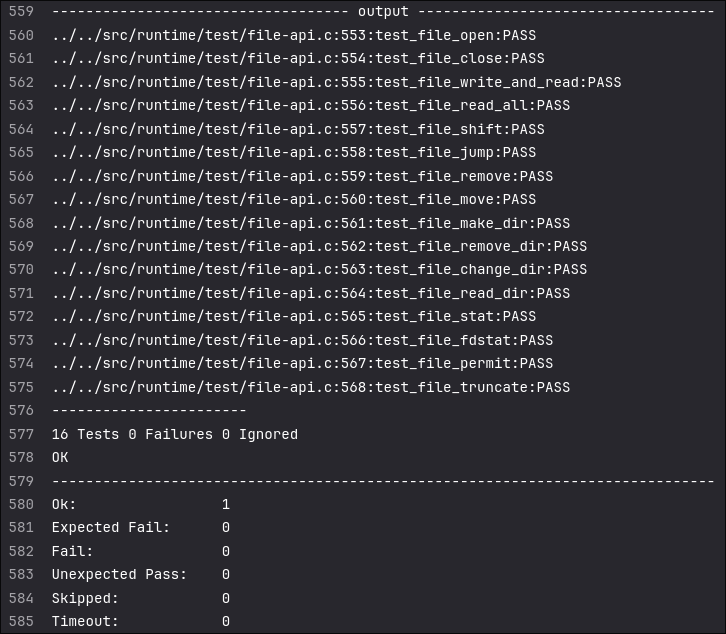 559 ----------------------------------- output -----------------------------------
560 ../../src/runtime/test/file-api.c:553:test_file_open:PASS
561 ../../src/runtime/test/file-api.c:554:test_file_close:PASS
562 ../../src/runtime/test/file-api.c:555:test_file_write_and_read:PASS
563 ../../src/runtime/test/file-api.c:556:test_file_read_all:PASS
564 ../../src/runtime/test/file-api.c:557:test_file_shift:PASS
565 ../../src/runtime/test/file-api.c:558:test_file_jump:PASS
566 ../../src/runtime/test/file-api.c:559:test_file_remove:PASS
567 ../../src/runtime/test/file-api.c:560:test_file_move:PASS
568 ../../src/runtime/test/file-api.c:561:test_file_make_dir:PASS
569 ../../src/runtime/test/file-api.c:562:test_file_remove_dir:PASS
570 ../../src/runtime/test/file-api.c:563:test_file_change_dir:PASS
571 ../../src/runtime/test/file-api.c:564:test_file_read_dir:PASS
572 ../../src/runtime/test/file-api.c:565:test_file_stat:PASS
573 ../../src/runtime/test/file-api.c:566:test_file_fdstat:PASS
574 ../../src/runtime/test/file-api.c:567:test_file_permit:PASS
575 ../../src/runtime/test/file-api.c:568:test_file_truncate:PASS
576 -----------------------
577 16 Tests 0 Failures 0 Ignored
578 OK
579 ------------------------------------------------------------------------------
580 Ok:                 1
581 Expected Fail:      0
582 Fail:               0
583 Unexpected Pass:    0
584 Skipped:            0
585 Timeout:            0